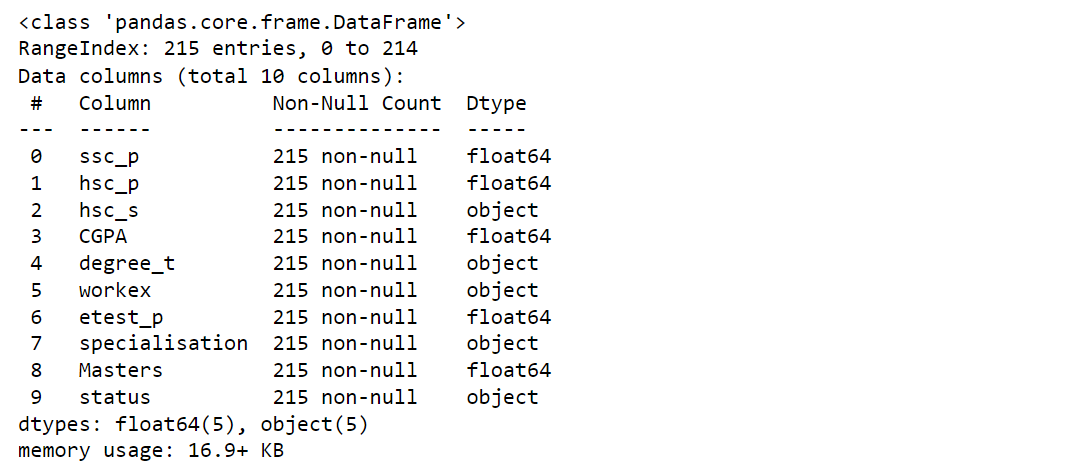 <class 'pandas.core.frame.DataFrame'>
RangeIndex: 215 entries, 0 to 214
Data columns (total 10 columns):
 #   Column          Non-Null Count  Dtype
---  ------          --------------  -----
 0   ssc_p           215 non-null    float64
 1   hsc_p           215 non-null    float64
 2   hsc_s           215 non-null    object
 3   CGPA            215 non-null    float64
 4   degree_t        215 non-null    object
 5   workex          215 non-null    object
 6   etest_p         215 non-null    float64
 7   specialisation  215 non-null    object
 8   Masters         215 non-null    float64
 9   status          215 non-null    object
dtypes: float64(5), object(5)
memory usage: 16.9+ KB